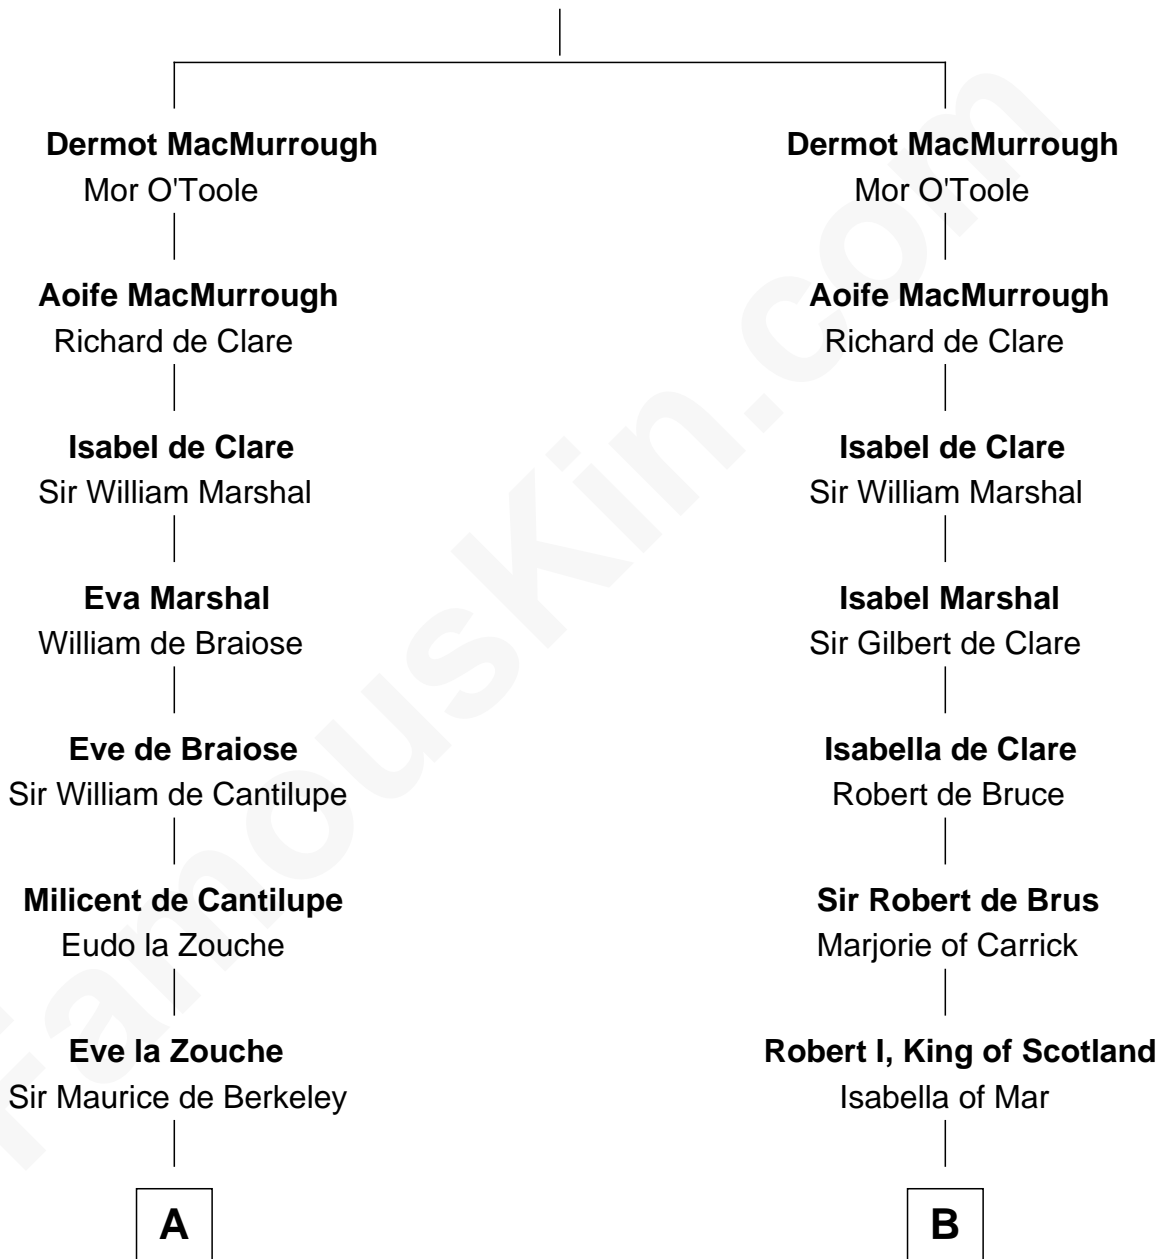 Dermot MacMurrough
Mor O'Toole
Aoife MacMurrough
Richard de Clare
Isabel de Clare
Sir William Marshal
Eva Marshal
William de Braiose
Eve de Braiose
Sir William de Cantilupe
Milicent de Cantilupe
Eudo la Zouche
Eve la Zouche
Sir Maurice de Berkeley
A
Dermot MacMurrough
Mor O'Toole
Aoife MacMurrough
Richard de Clare
Isabel de Clare
Sir William Marshal
Isabel Marshal
Sir Gilbert de Clare
Isabella de Clare
Robert de Bruce
Sir Robert de Brus
Marjorie of Carrick
Robert I, King of Scotland
Isabella of Mar
B
FamousKin.com